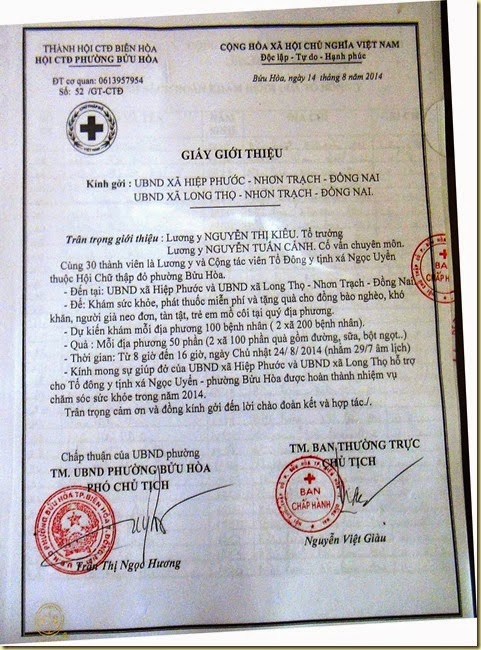 THÀNH HỘI CTĐ BIÊN HÒA
HỘI CTĐ PHƯỜNG BỬU HÒA
CỘNG HÒA XÃ HỘI CHỦ NGHĨA VIỆT NAM
Độc lập - Tự do - Hạnh phúc
ĐT cơ quan: 0613957954
Số: 52 /GT-CTĐ
Bửu Hòa, ngày 14 tháng 8 năm 2014
GIẤY GIỚI THIỆU
Kính gởi : UBND XÃ HIỆP PHƯỚC - NHƠN TRẠCH - ĐỒNG NAI
UBND XÃ LONG THỌ - NHƠN TRẠCH - ĐỒNG NAI.
Trân trọng giới thiệu : Lương y NGUYỄN THỊ KIỀU. Tổ trưởng
Lương y NGUYỄN TUẤN CẢNH. Cố vấn chuyên môn.
Cùng 30 thành viên là Lương y và Cộng tác viên Tổ Đông y tịnh xá Ngọc Uyển
thuộc Hội Chữ thập đỏ phường Bửu Hòa.
- Đến tại: UBND xã Hiệp Phước và UBND xã Long Thọ - Nhơn Trạch - Đồng Nai
- Để: Khám sức khỏe, phát thuốc miễn phí và tặng quà cho đồng bào nghèo, khó
khăn, người già neo đơn, tàn tật, trẻ em mồ côi tại quý địa phương.
- Dự kiến khám mỗi địa phương 100 bệnh nhân ( 2 xã 200 bệnh nhân).
- Quà : Mỗi địa phương 50 phần (2 xã 100 phần quà gồm đường, sữa, bột ngọt..)
- Thời gian: Từ 8 giờ đến 16 giờ, ngày Chủ nhật 24/ 8/2014 (nhằm 29/7 âm lịch)
- Kính mong sự giúp đỡ của UBND xã Hiệp Phước và UBND xã Long Thọ hỗ trợ
cho Tổ đông y tịnh xá Ngọc Uyển - phường Bửu Hòa được hoàn thành nhiệm vụ
chăm sóc sức khỏe trong năm 2014.
Trân trọng cảm ơn và đồng kính gởi đến lời chào đoàn kết và hợp tác./.
Chấp thuận của UBND phường
TM. UBND PHƯỜNG BỬU HÒA
PHÓ CHỦ TỊCH
TM. BAN THƯỜNG TRỰC
CHỦ TỊCH
BAN
CHẤP HÀNH
BAN
CHẤP
U.B.N.D PHƯỜNG BỬU HÒA TP.BIÊN HÒA
Trần Thị Ngọc Hương
Nguyễn Việt Giàu